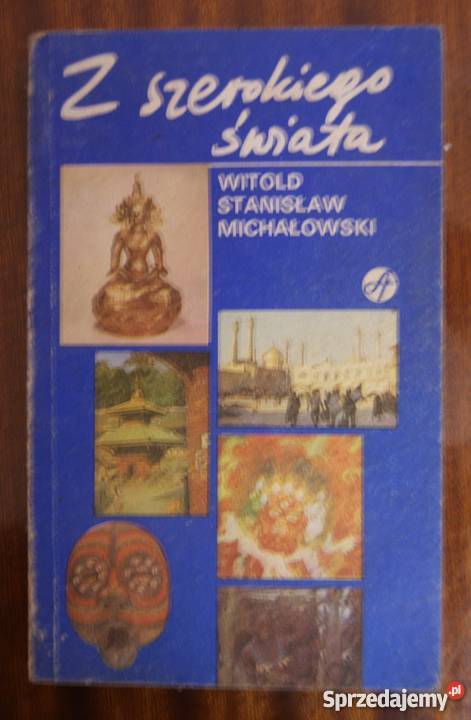 Z szerokiego
świata
WITOLD
STANISŁAW
MICHAŁOWSKI
Sprzedajemy.pl